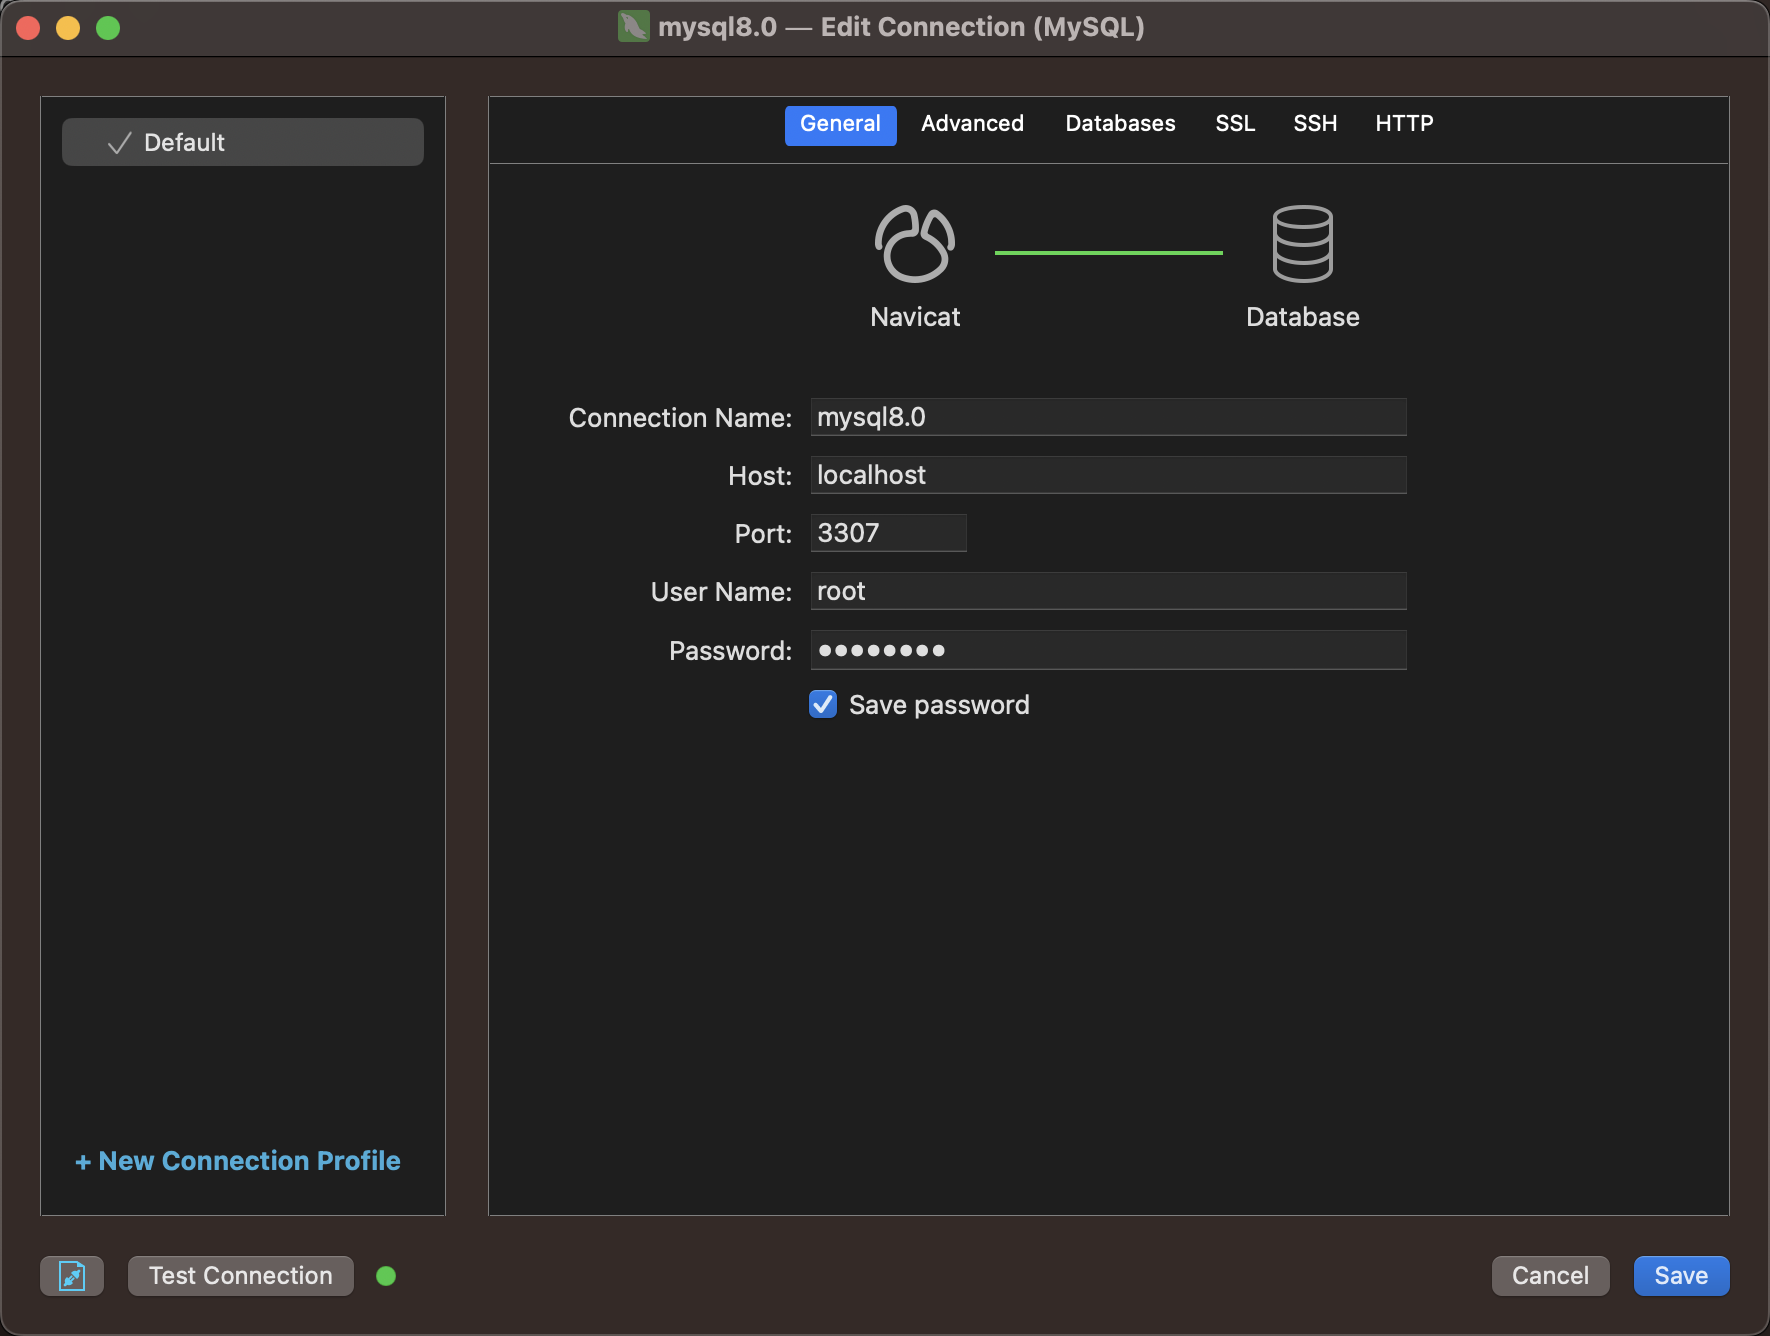 mysql8.0 — Edit Connection (MySQL)
Default
General Advanced Databases SSL SSH HTTP
Navicat Database
Connection Name: mysql8.0
Host: localhost
Port: 3307
User Name: root
Password: ••••••••
Save password
+ New Connection Profile
Test Connection Cancel Save